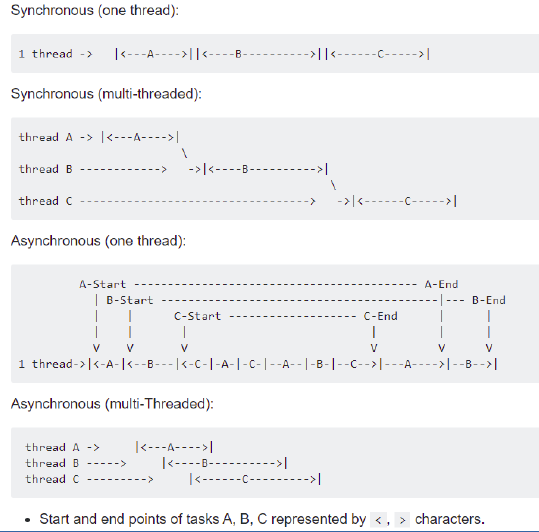 Synchronous (one thread):
1 thread ->   |<---A---->||<----B---------->||<------C----->|
Synchronous (multi-threaded):
thread A -> |<---A---->|
\
thread B ------------>   ->|<----B---------->|
\
thread C ------------------------------>   ->|<------C----->|
Asynchronous (one thread):
A-Start ------------------------------------------ A-End
| B-Start -----------------------------------------|--- B-End
|    |      C-Start ------------------- C-End      |      |
|    |       |                           |         |      |
V    V       V                           V         V      V
1 thread->|<-A-|<--B---|<-C-|-A-|-C-|--A--|-B-|--C-->|---A---->|--B-->|
Asynchronous (multi-Threaded):
thread A ->     |<---A---->|
thread B ----->     |<----B---------->|
thread C --------->     |<------C--------->|
• Start and end points of tasks A, B, C represented by < , > characters.